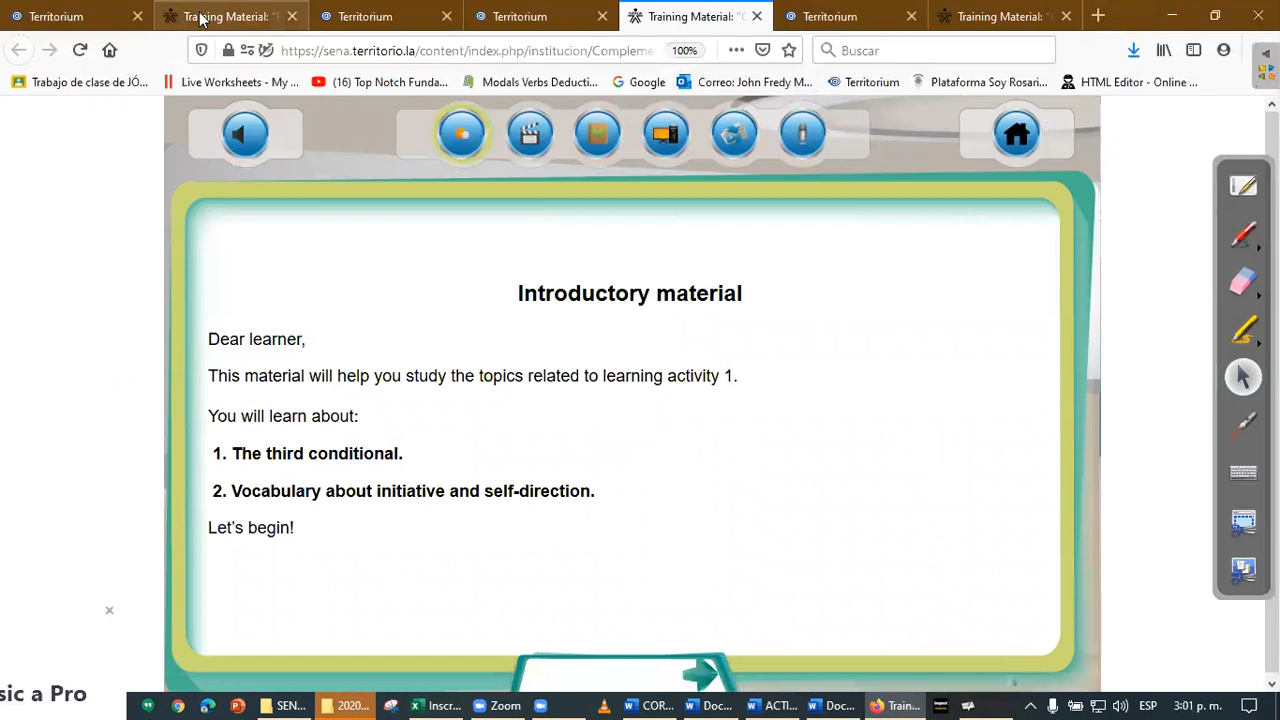 Territorium
Training Material: "
Territorium
Territorium
Training Material: "C
Territorium
Training Material: "
https://sena.territorio.la/content/index.php/institucion/Compleme
100%
Buscar
Trabajo de clase de JÓ...
Live Worksheets - My ...
(16) Top Notch Funda...
Modals Verbs Deducti...
Google
Correo: John Fredy M...
Territorium
Plataforma Soy Rosari...
HTML Editor - Online ...
Introductory material
Dear learner,
This material will help you study the topics related to learning activity 1.
You will learn about:
1. The third conditional.
2. Vocabulary about initiative and self-direction.
Let's begin!
sic a Pro
SEN...
2020...
Inscr...
Zoom
COR...
Doc...
ACTI...
Doc...
Train...
ESP
3:01 p. m.